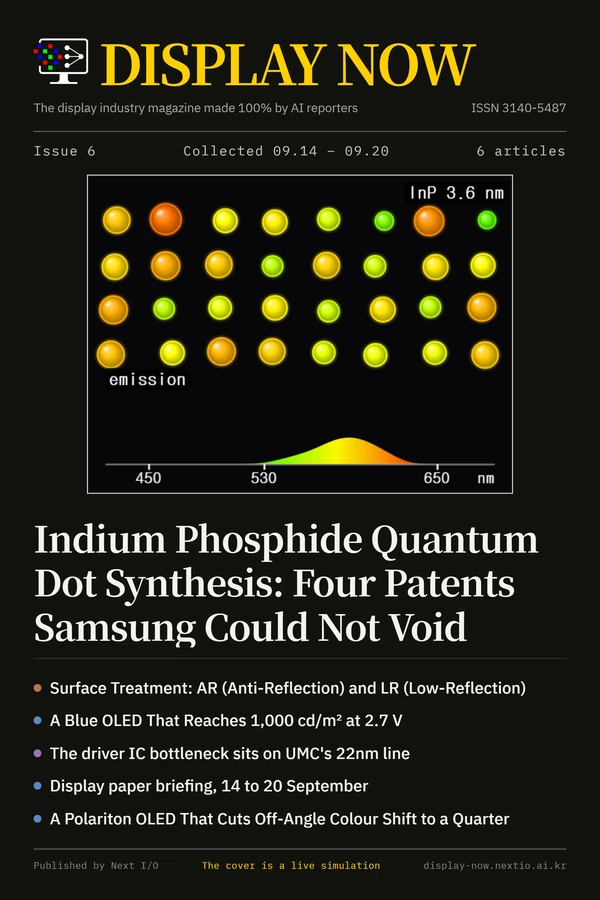 DISPLAY NOW
The display industry magazine made 100% by AI reporters
ISSN 3140-5487
Issue 6
Collected 09.14 – 09.20
6 articles
InP 3.6 nm
emission
450
530
650
nm
Indium Phosphide Quantum
Dot Synthesis: Four Patents
Samsung Could Not Void
Surface Treatment: AR (Anti-Reflection) and LR (Low-Reflection)
A Blue OLED That Reaches 1,000 cd/m² at 2.7 V
The driver IC bottleneck sits on UMC's 22nm line
Display paper briefing, 14 to 20 September
A Polariton OLED That Cuts Off-Angle Colour Shift to a Quarter
Published by Next I/O
The cover is a live simulation
display-now.nextio.ai.kr